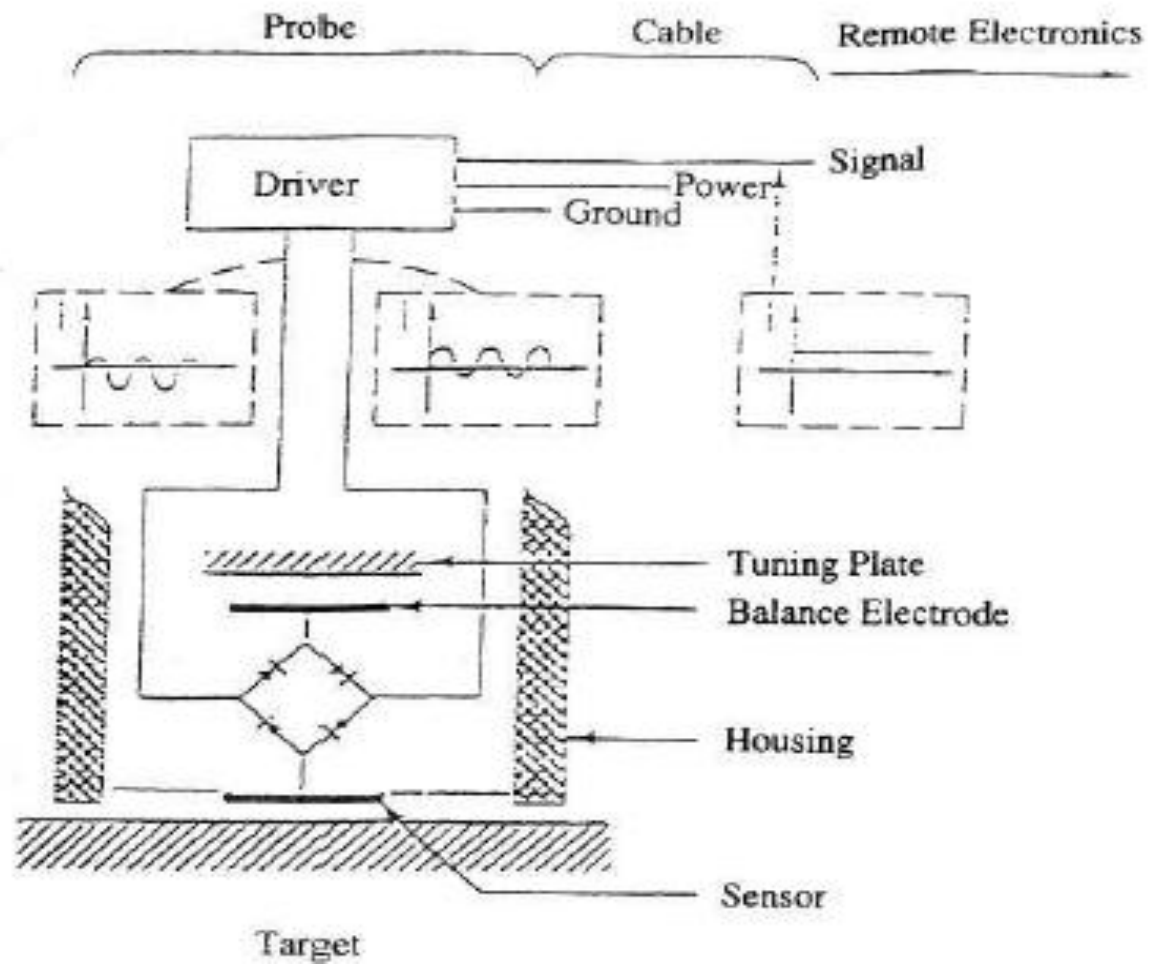 Probe
Cable
Remote Electronics
Driver
Signal
Power
Ground
Tuning Plate
Balance Electrode
Housing
Sensor
Target